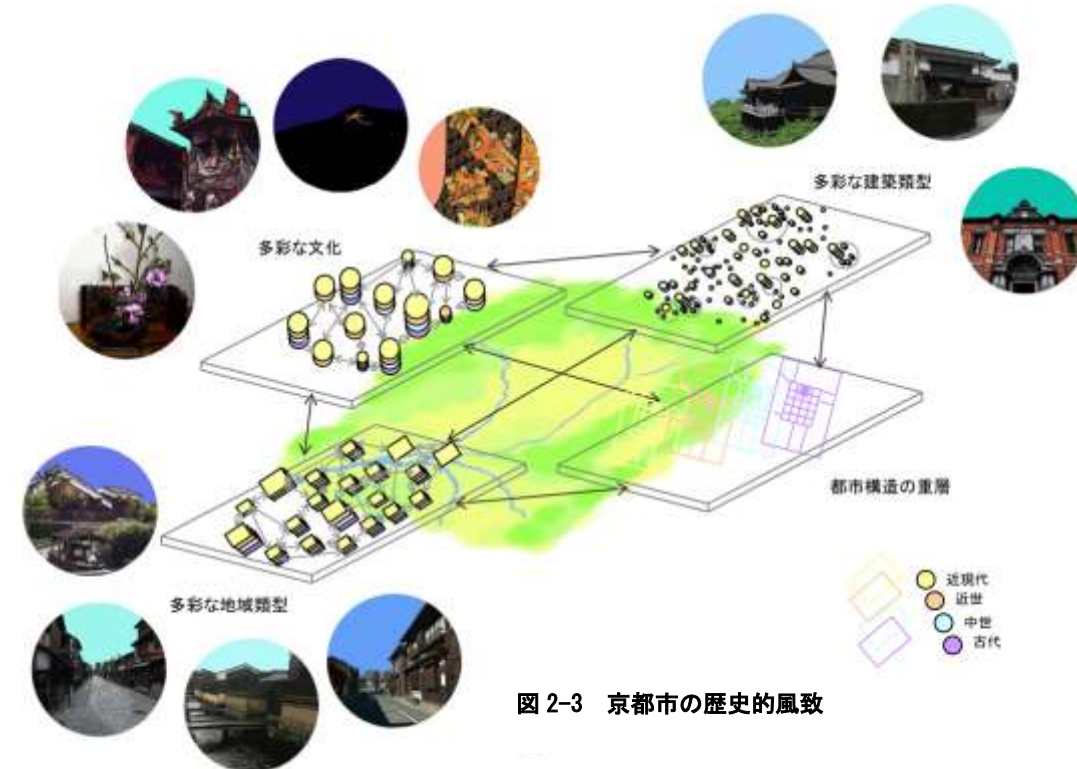 多彩な建築類型
多彩な文化
都市構造の重層
多彩な地域類型
近現代
近世
中世
古代
図 2-3 京都市の歴史的風致